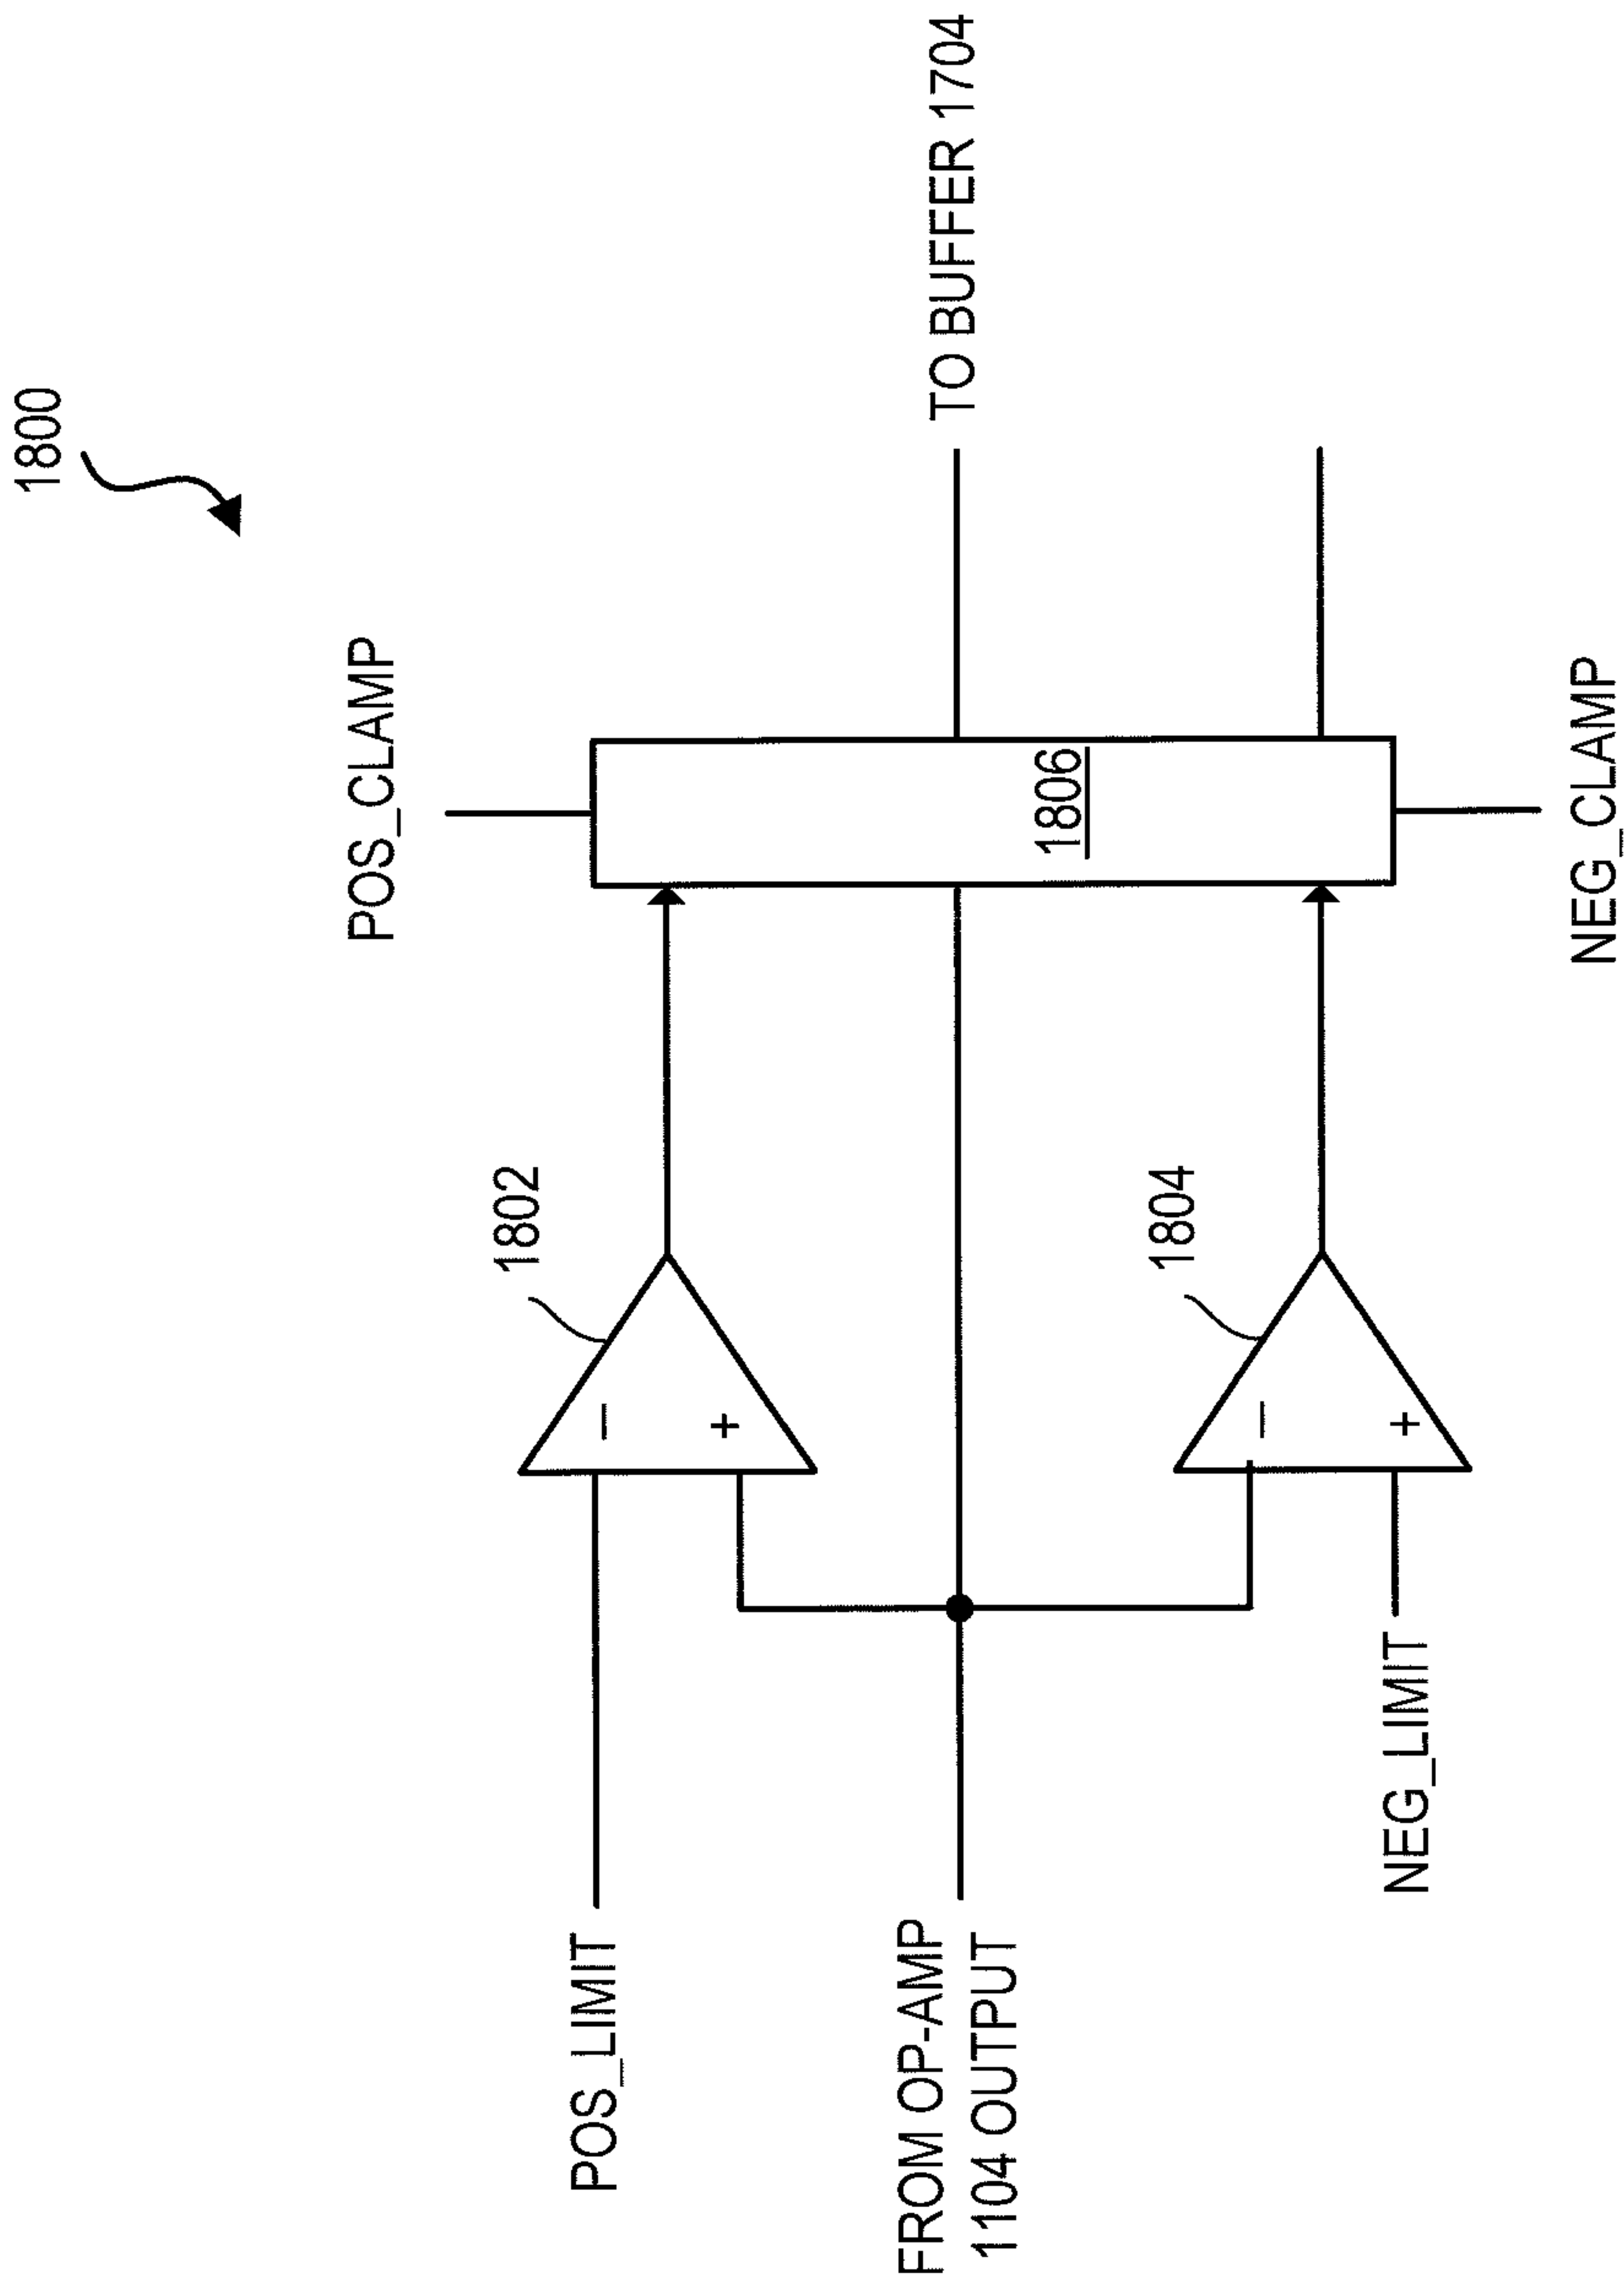 1800
POS_CLAMP
1802
POS_LIMIT
−
+
FROM OP-AMP
1104 OUTPUT
TO BUFFER 1704
1806
1804
−
+
NEG_LIMIT
NEG_CLAMP